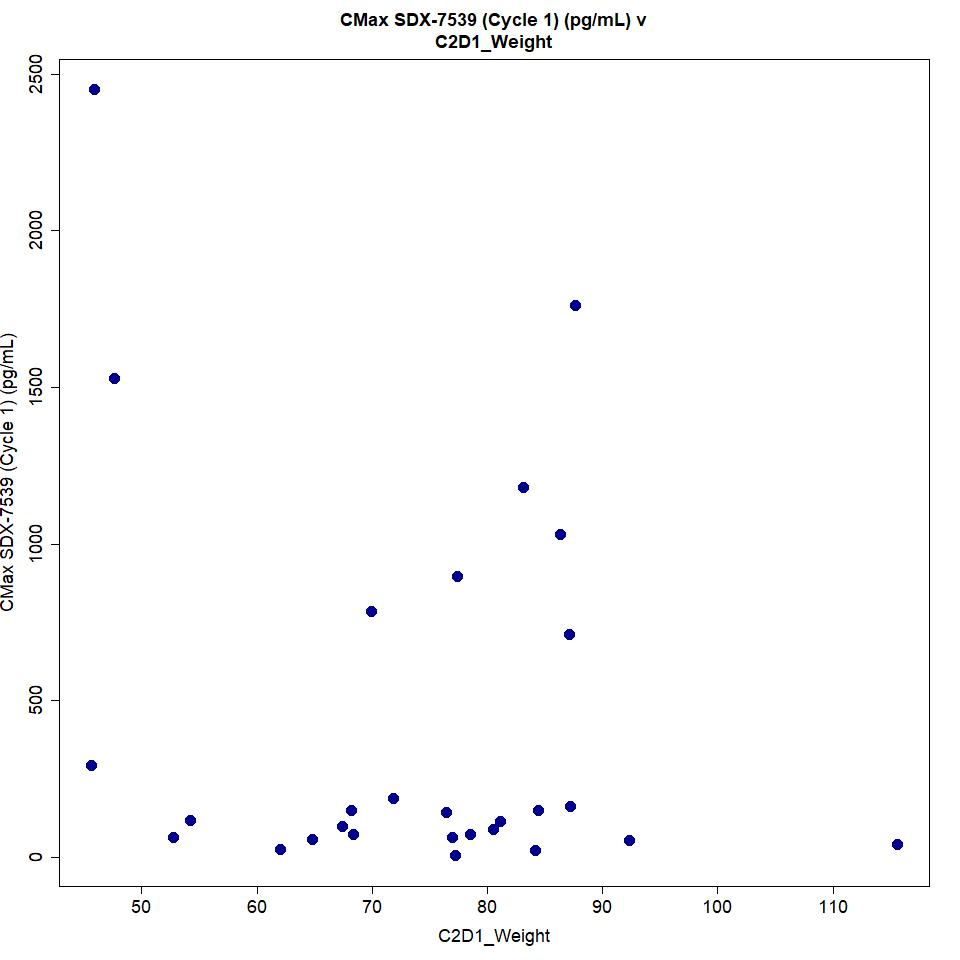 CMax SDX-7539 (Cycle 1) (pg/mL) v
C2D1_Weight
CMax SDX-7539 (Cycle 1) (pg/mL)
2500
2000
1500
1000
500
0
50 60 70 80 90 100 110
C2D1_Weight